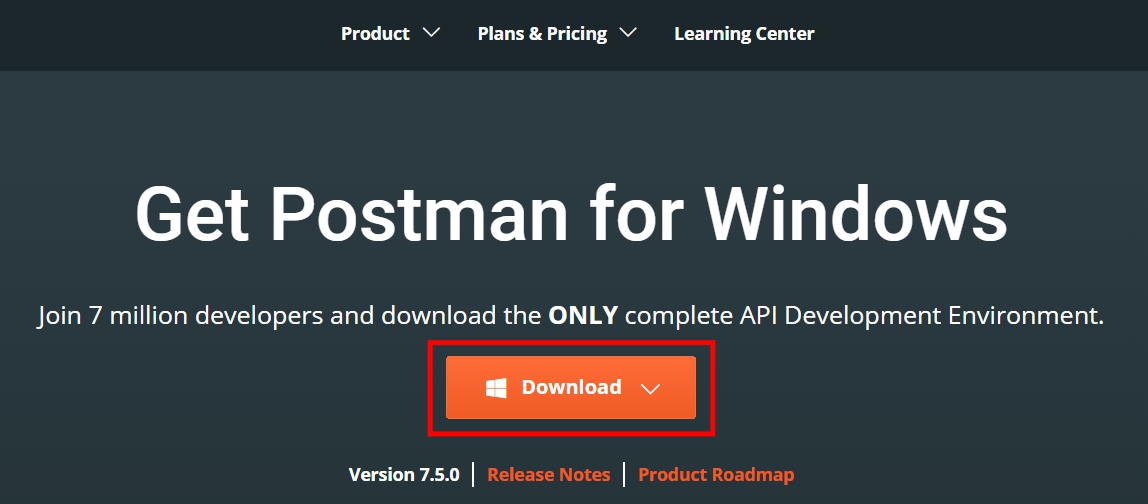 Product Plans & Pricing Learning Center
Get Postman for Windows
Join 7 million developers and download the ONLY complete API Development Environment.
Download
Version 7.5.0 Release Notes Product Roadmap